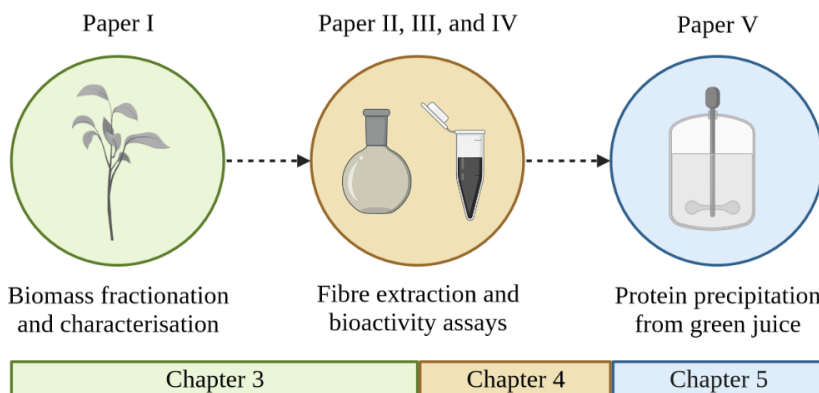 Paper I
Paper II, III, and IV
Paper V
Biomass fractionation
and characterisation
Fibre extraction and
bioactivity assays
Protein precipitation
from green juice
Chapter 3
Chapter 4
Chapter 5